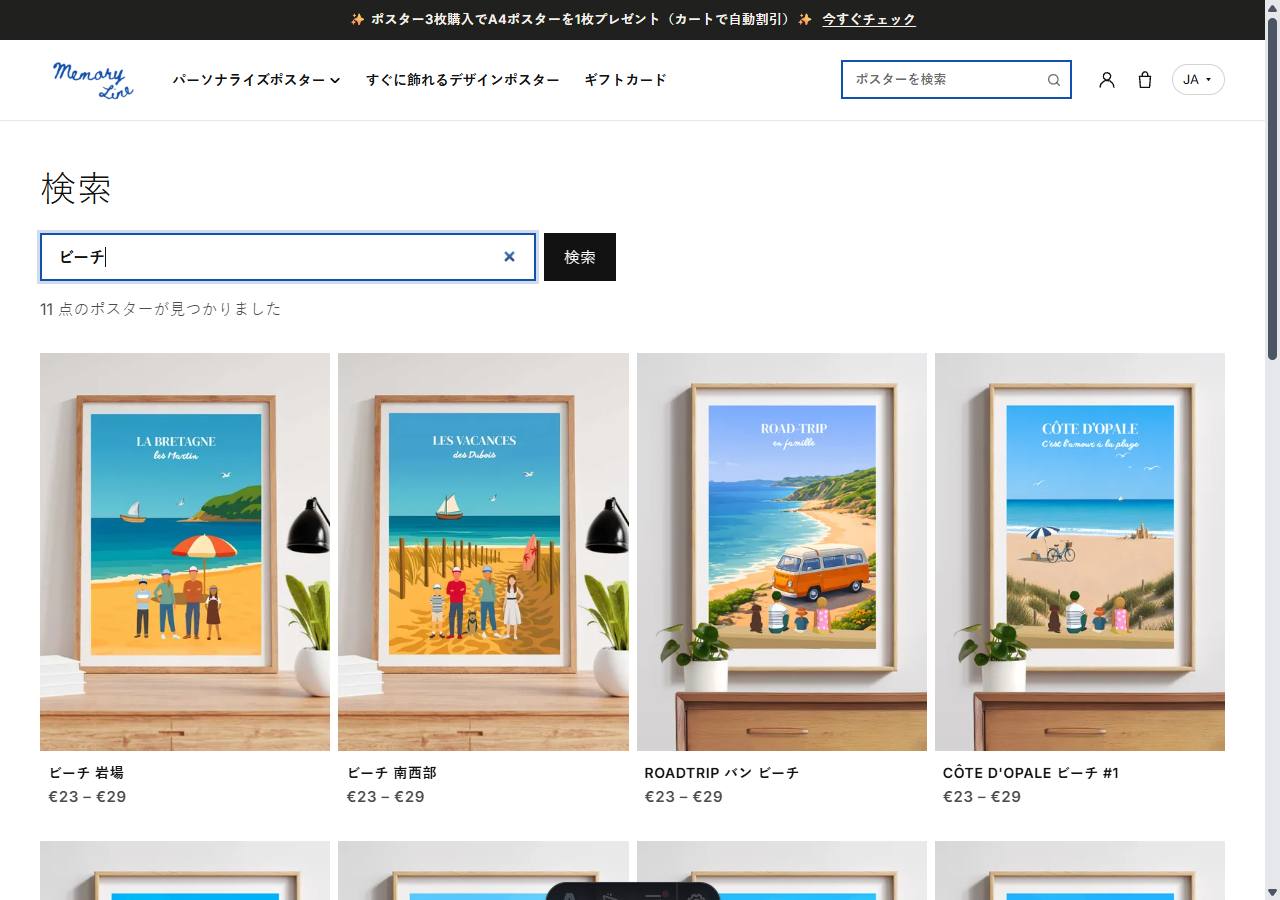 ✨ ポスター3枚購入でA4ポスターを1枚プレゼント（カートで自動割引）✨ 今すぐチェック
Memory Line
パーソナライズポスター
すぐに飾れるデザインポスター
ギフトカード
ポスターを検索
JA
検索
ビーチ
検索
11 点のポスターが見つかりました
LA BRETAGNE
les Martin
LES VACANCES
des Dubois
ROAD-TRIP
en famille
CÔTE D'OPALE
C'est l'amour à la plage
ビーチ 岩場
€23 – €29
ビーチ 南西部
€23 – €29
ROADTRIP バン ビーチ
€23 – €29
CÔTE D'OPALE ビーチ #1
€23 – €29